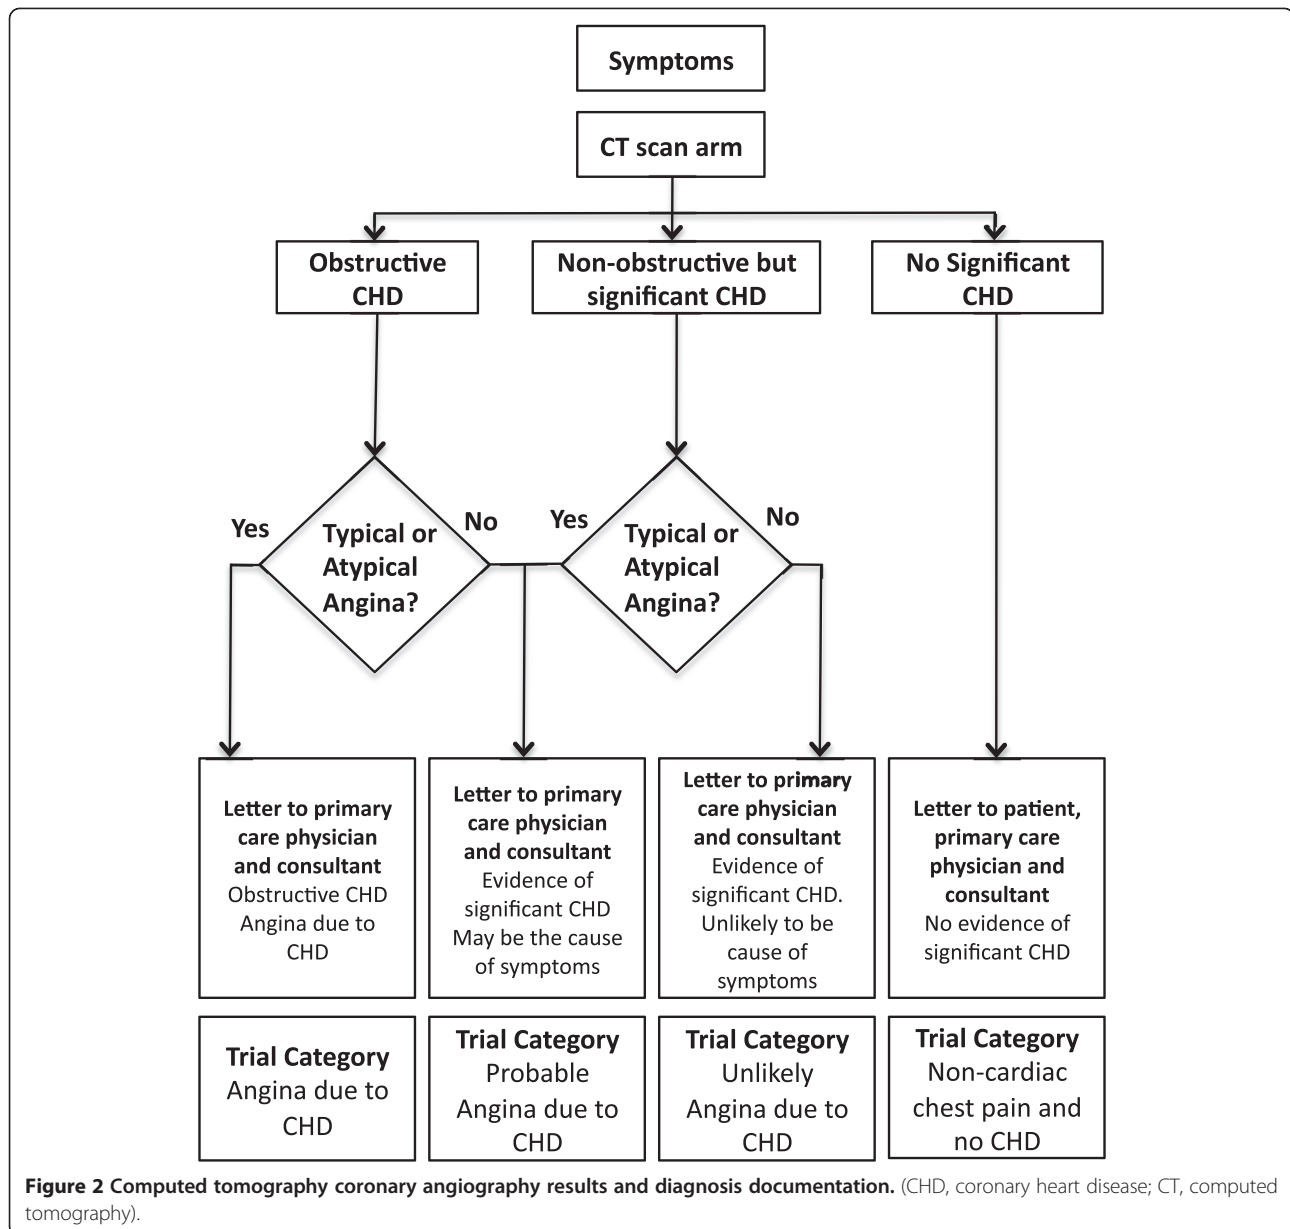 Symptoms
CT scan arm
Obstructive
CHD
Non-obstructive but
significant CHD
No Significant
CHD
Yes
Typical or
Atypical
Angina?
No
Yes
Typical or
Atypical
Angina?
No
Letter to primary
care physician
and consultant
Obstructive CHD
Angina due to
CHD
Letter to primary
care physician
and consultant
Evidence of
significant CHD
May be the cause
of symptoms
Letter to primary
care physician
and consultant
Evidence of
significant CHD.
Unlikely to be
cause of
symptoms
Letter to patient,
primary care
physician and
consultant
No evidence of
significant CHD
Trial Category
Angina due to
CHD
Trial Category
Probable
Angina due to
CHD
Trial Category
Unlikely
Angina due to
CHD
Trial Category
Non-cardiac
chest pain and
no CHD
Figure 2 Computed tomography coronary angiography results and diagnosis documentation. (CHD, coronary heart disease; CT, computed
tomography).